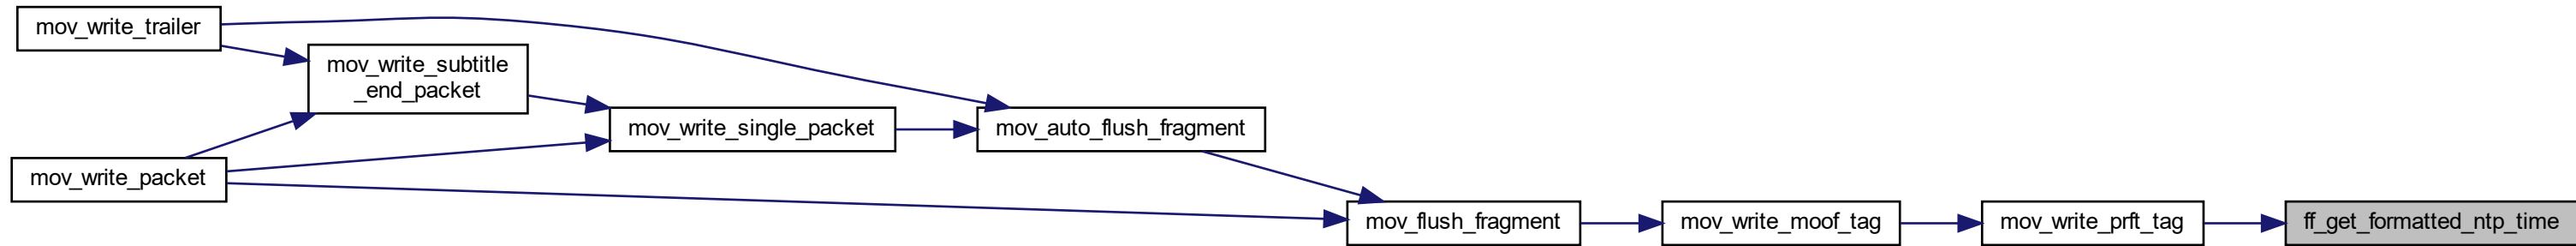 mov_write_trailer
mov_write_subtitle
_end_packet
mov_write_single_packet
mov_auto_flush_fragment
mov_write_packet
mov_flush_fragment
mov_write_moof_tag
mov_write_prft_tag
ff_get_formatted_ntp_time